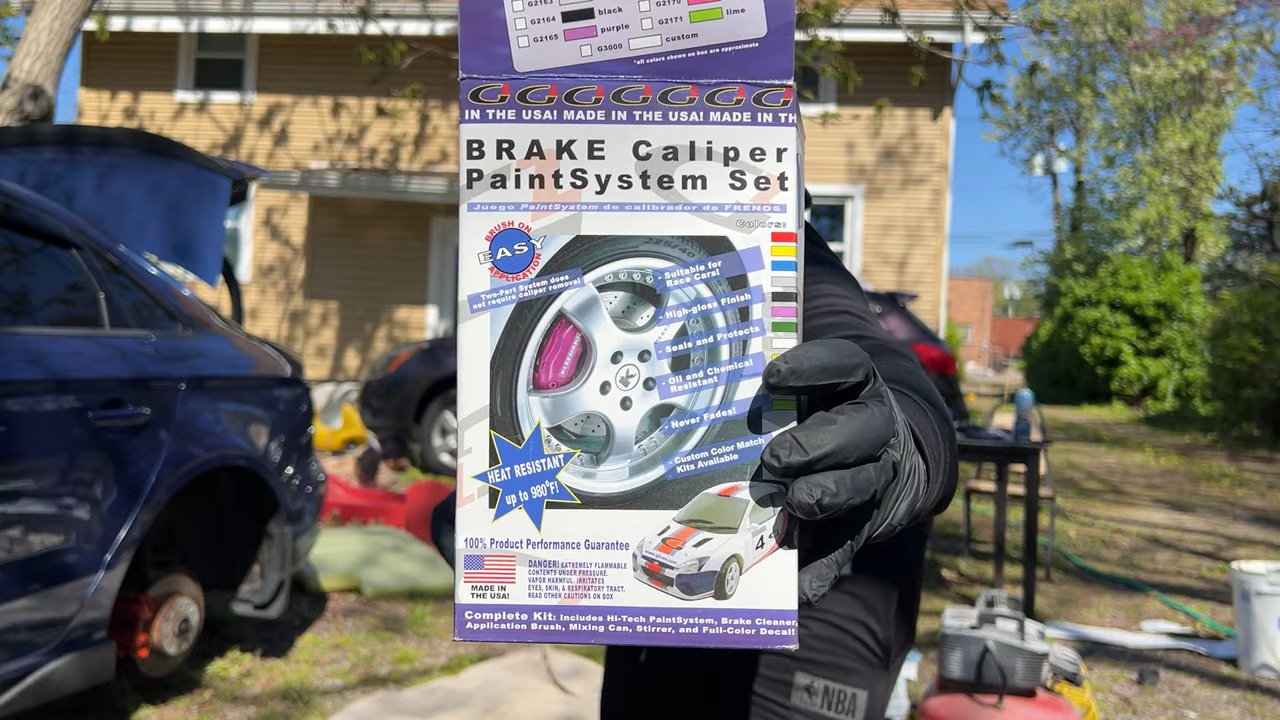 G2163
G2170
G2164 black
G2171 lime
G2165 purple
G3000 custom
*all colors shown on box are approximate
IN THE USA! MADE IN THE USA! MADE IN TH
BRAKE Caliper
PaintSystem Set
Juego PaintSystem de calibrador de FRENOS
Colors:
BRUSH ON
EASY
APPLICATION
Two-Part System does
not require caliper removal
- Suitable for
Race Cars!
- High-gloss Finish
- Seals and Protects
- Oil and Chemical
Resistant
- Never Fades!
- Custom Color Match
Kits Available
HEAT RESISTANT
up to 980°F!
4
100% Product Performance Guarantee
MADE IN
THE USA!
DANGER! EXTREMELY FLAMMABLE
CONTENTS UNDER PRESSURE.
VAPOR HARMFUL. IRRITATES
EYES, SKIN, & RESPIRATORY TRACT.
READ OTHER CAUTIONS ON BOX
Complete Kit: Includes Hi-Tech PaintSystem, Brake Cleaner,
Application Brush, Mixing Can, Stirrer, and Full-Color Decal!
NBA